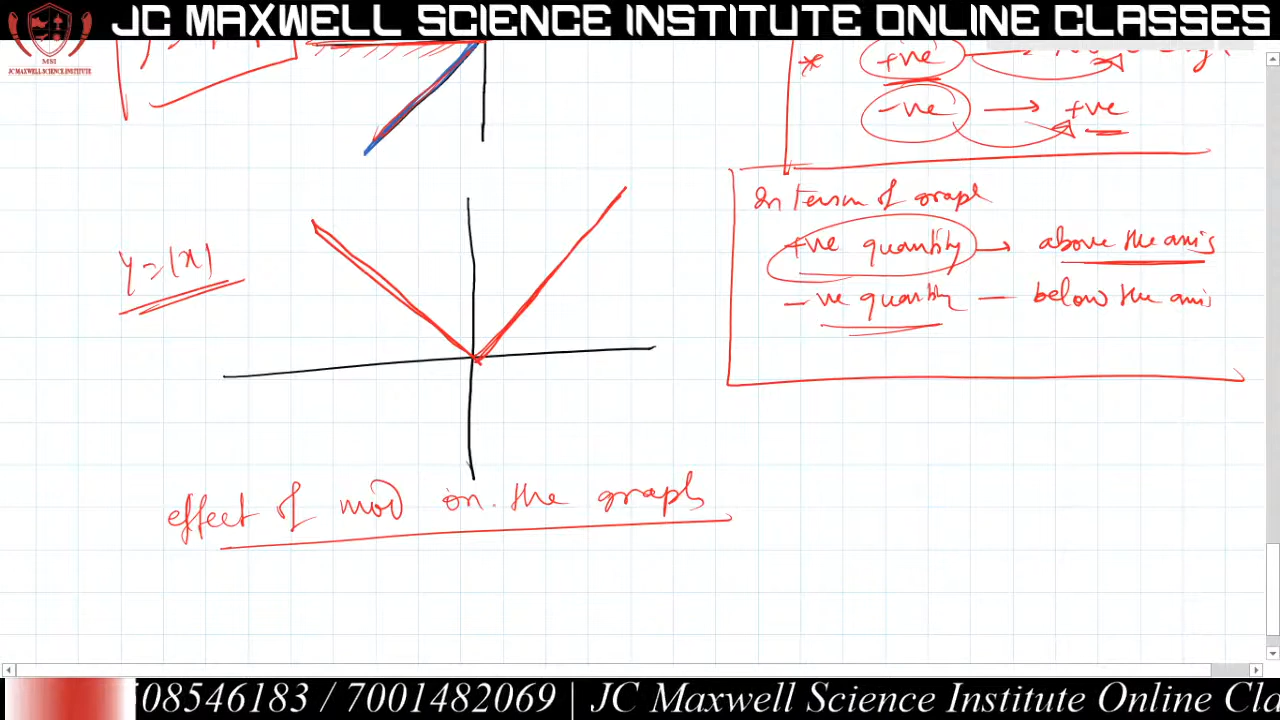 JC MAXWELL SCIENCE INSTITUTE ONLINE CLASSES
MSI
JC MAXWELL SCIENCE INSTITUTE
* +ve →
-ve → +ve
In term of graph
+ve quantity → above the axis
-ve quantity — below the axis
y=|x|
effect of mod on the graph
508546183 / 7001482069 | JC Maxwell Science Institute Online Cla